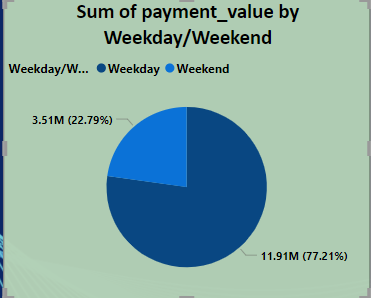 Sum of payment_value by
Weekday/Weekend
Weekday/W... Weekday Weekend
3.51M (22.79%)
11.91M (77.21%)